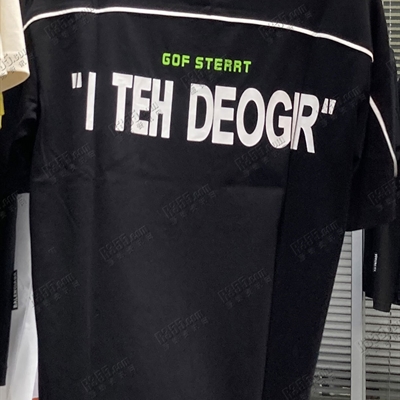 GOF STERRT
"I TEH DEOGIR"